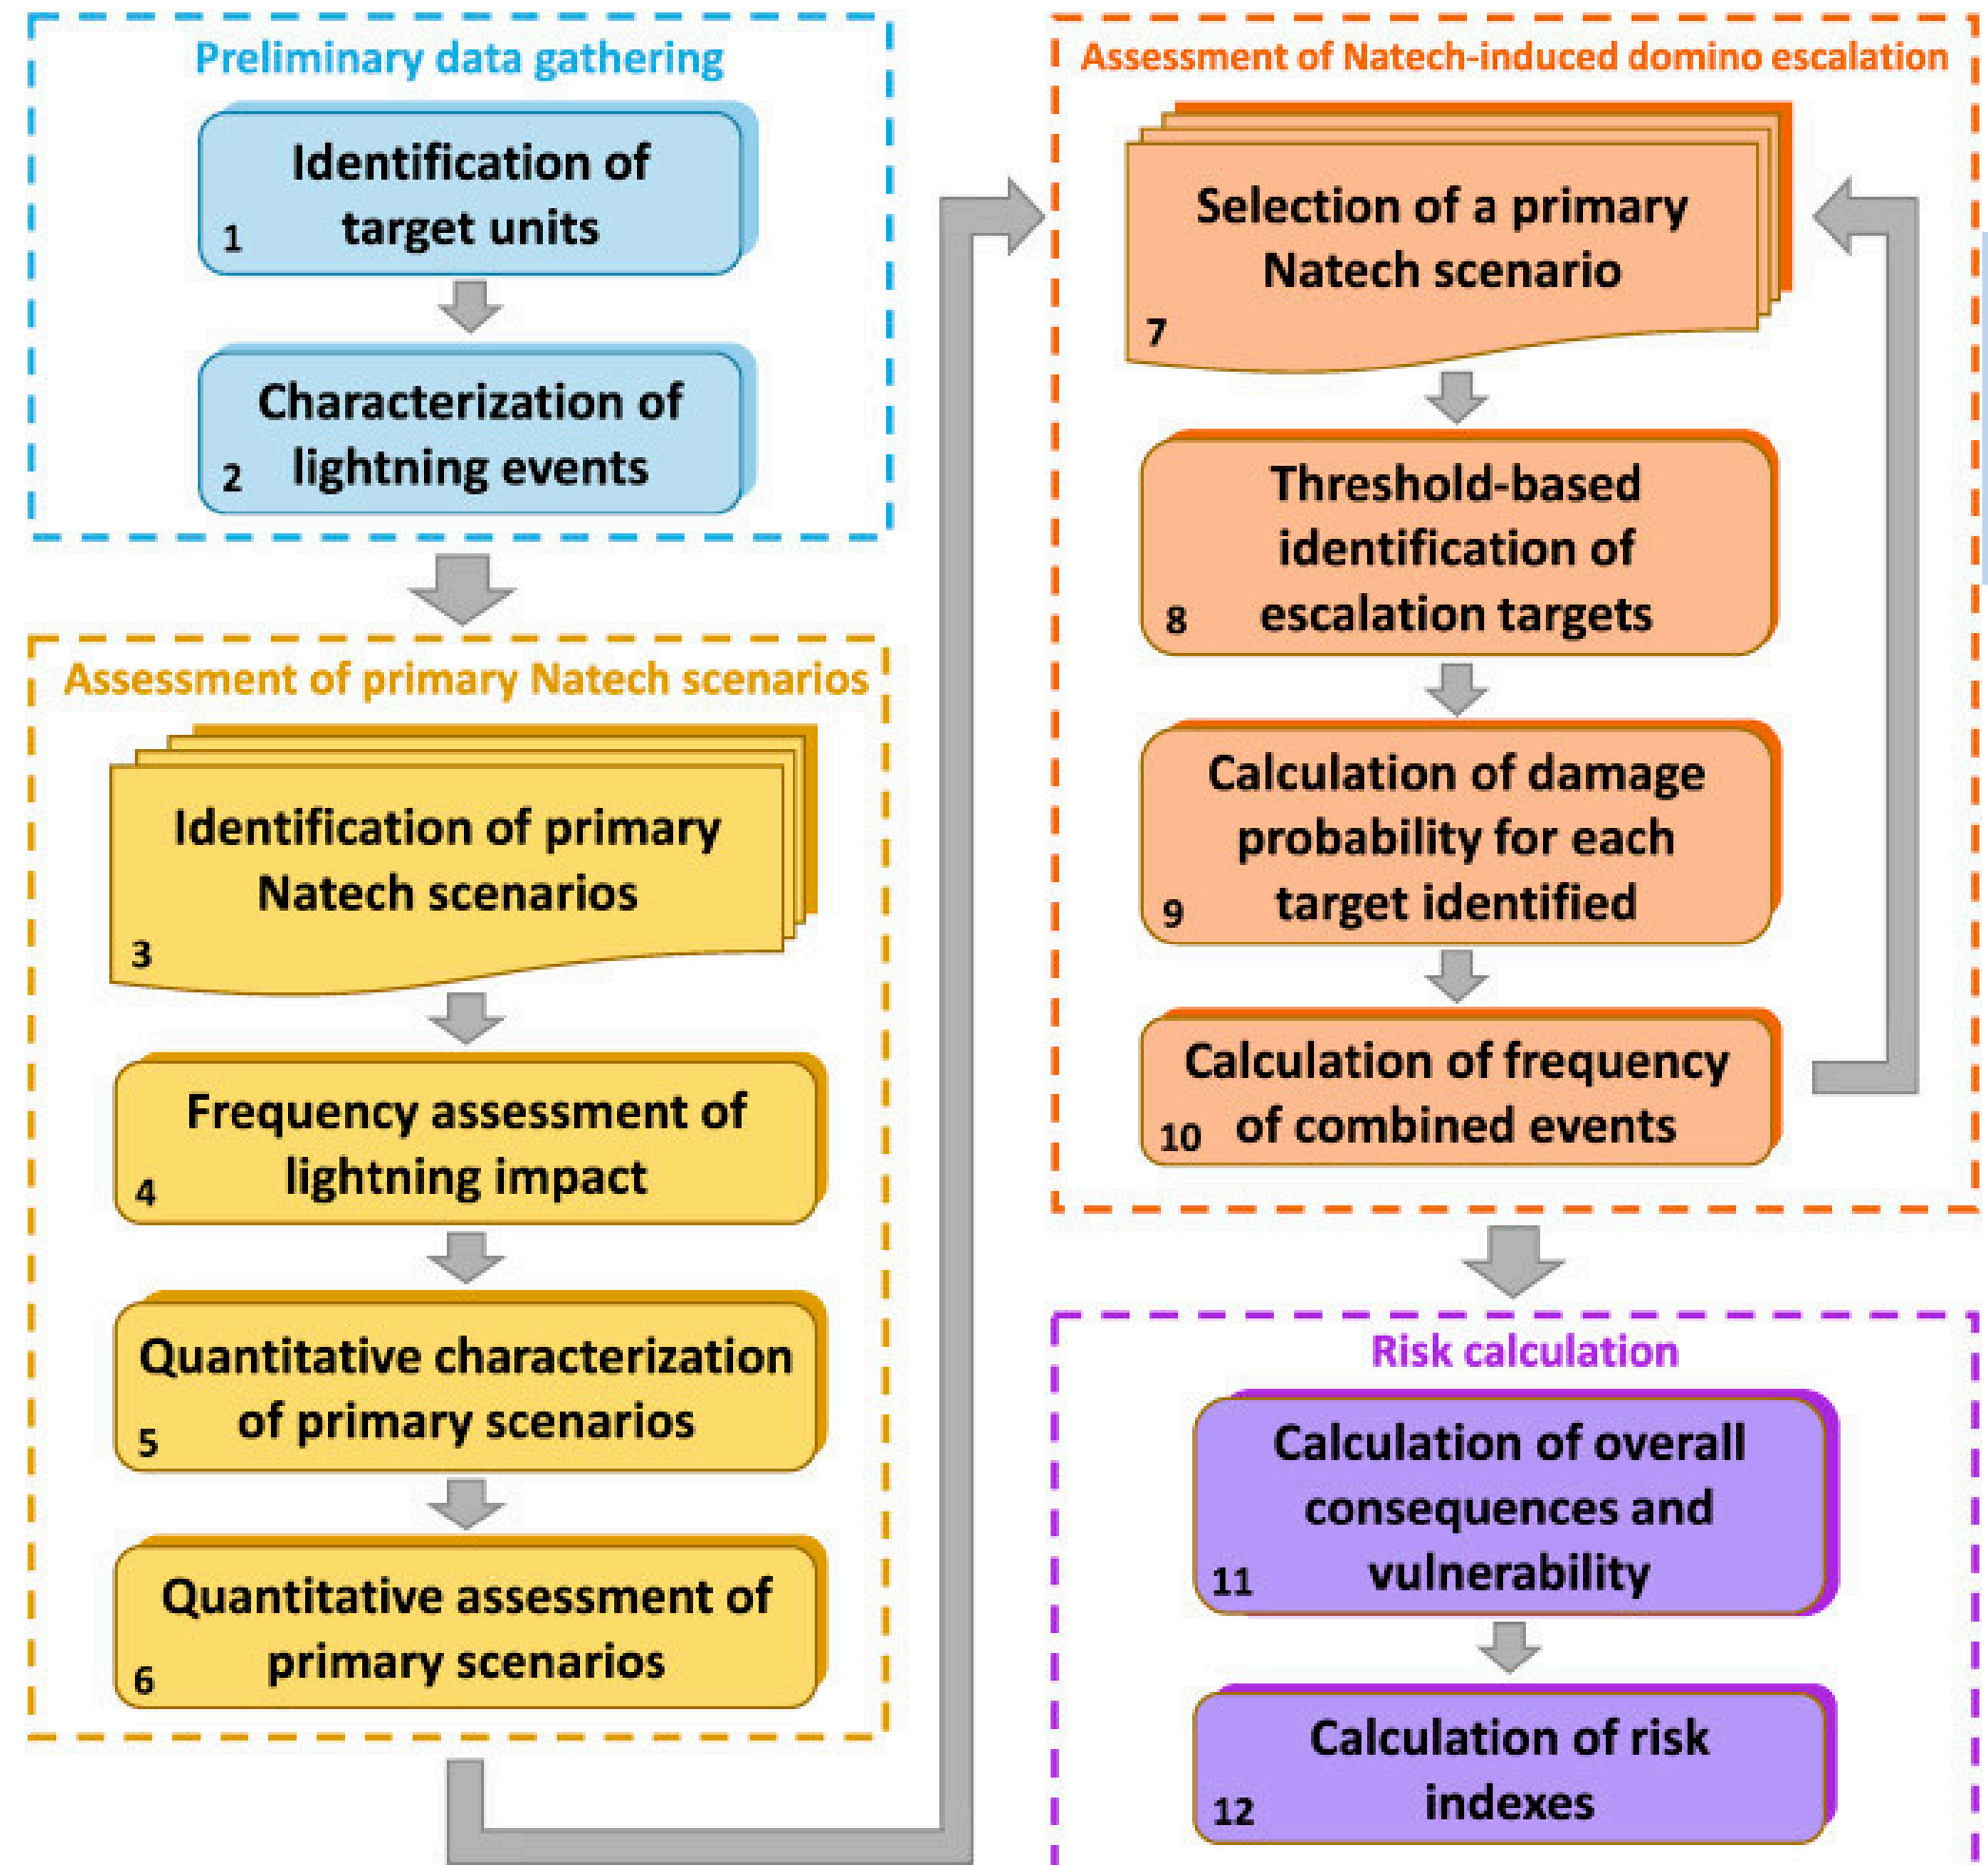 Preliminary data gathering
Identification of
target units
1
Characterization of
lightning events
2
Assessment of primary Natech scenarios
Identification of primary
Natech scenarios
3
Frequency assessment of
lightning impact
4
Quantitative characterization
of primary scenarios
5
Quantitative assessment of
primary scenarios
6
Assessment of Natech-induced domino escalation
Selection of a primary
Natech scenario
7
Threshold-based
identification of
escalation targets
8
Calculation of damage
probability for each
target identified
9
Calculation of frequency
of combined events
10
Risk calculation
Calculation of overall
consequences and
vulnerability
11
Calculation of risk
indexes
12